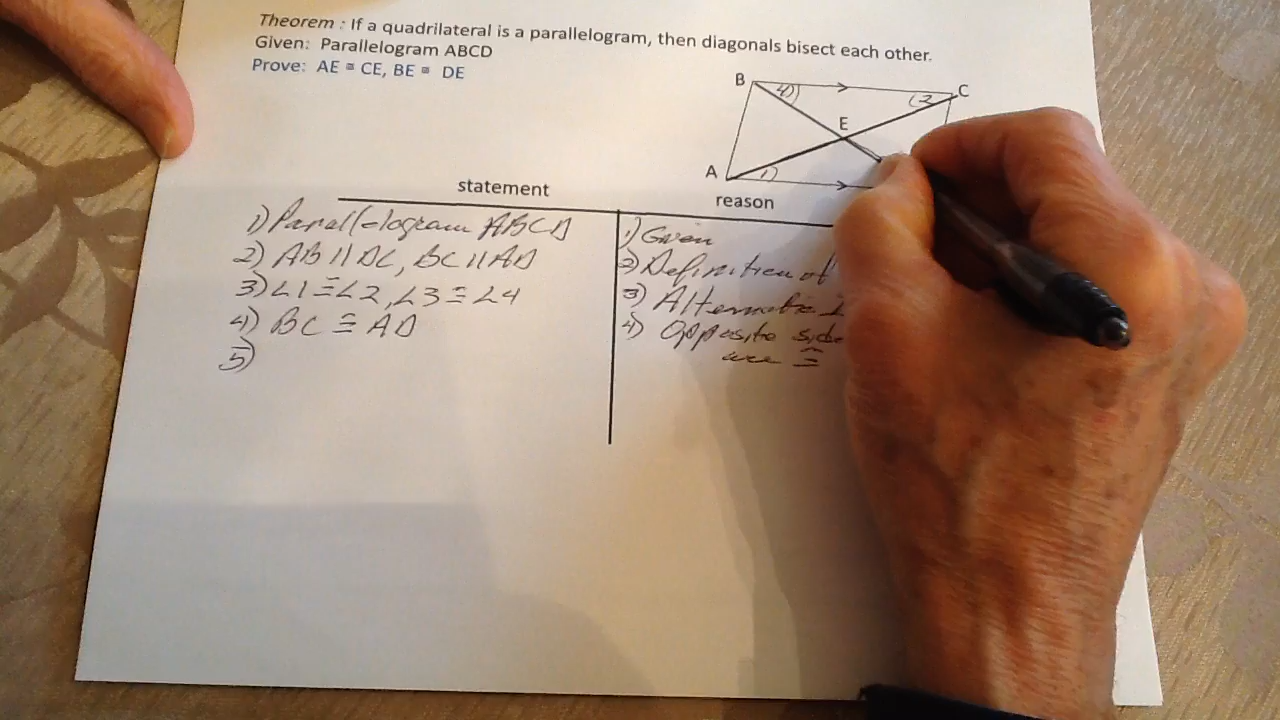 Theorem : If a quadrilateral is a parallelogram, then diagonals bisect each other.
Given: Parallelogram ABCD
Prove: AE ≅ CE, BE ≅ DE
B
4
2
C
E
A
1
statement
reason
1) Parallelogram ABCD
1) Given
2) AB || DC, BC || AD
2) Definition of
3) ∠1 ≅ ∠2, ∠3 ≅ ∠4
3) Alternate
4) BC ≅ AD
4) Opposite side
are ≅
5)